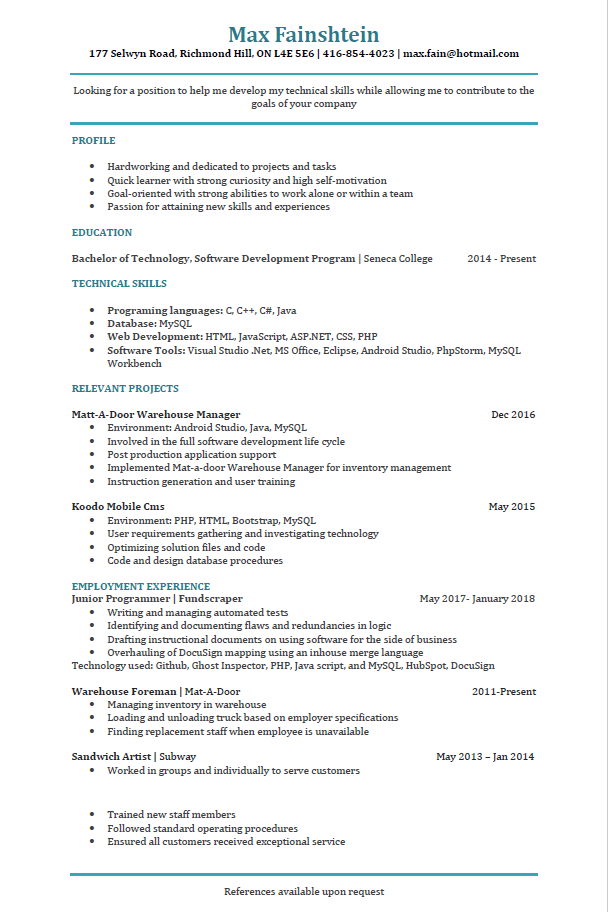 Max Fainshtein
177 Selwyn Road, Richmond Hill, ON L4E 5E6 | 416-854-4023 | max.fain@hotmail.com
Looking for a position to help me develop my technical skills while allowing me to contribute to the
goals of your company
PROFILE
• Hardworking and dedicated to projects and tasks
• Quick learner with strong curiosity and high self-motivation
• Goal-oriented with strong abilities to work alone or within a team
• Passion for attaining new skills and experiences
EDUCATION
Bachelor of Technology, Software Development Program | Seneca College 2014 - Present
TECHNICAL SKILLS
• Programing languages: C, C++, C#, Java
• Database: MySQL
• Web Development: HTML, JavaScript, ASP.NET, CSS, PHP
• Software Tools: Visual Studio .Net, MS Office, Eclipse, Android Studio, PhpStorm, MySQL
Workbench
RELEVANT PROJECTS
Matt-A-Door Warehouse Manager Dec 2016
• Environment: Android Studio, Java, MySQL
• Involved in the full software development life cycle
• Post production application support
• Implemented Mat-a-door Warehouse Manager for inventory management
• Instruction generation and user training
Koodo Mobile Cms May 2015
• Environment: PHP, HTML, Bootstrap, MySQL
• User requirements gathering and investigating technology
• Optimizing solution files and code
• Code and design database procedures
EMPLOYMENT EXPERIENCE
Junior Programmer | Fundscraper May 2017- January 2018
• Writing and managing automated tests
• Identifying and documenting flaws and redundancies in logic
• Drafting instructional documents on using software for the side of business
• Overhauling of DocuSign mapping using an inhouse merge language
Technology used: Github, Ghost Inspector, PHP, Java script, and MySQL, HubSpot, DocuSign
Warehouse Foreman | Mat-A-Door 2011-Present
• Managing inventory in warehouse
• Loading and unloading truck based on employer specifications
• Finding replacement staff when employee is unavailable
Sandwich Artist | Subway May 2013 – Jan 2014
• Worked in groups and individually to serve customers
• Trained new staff members
• Followed standard operating procedures
• Ensured all customers received exceptional service
References available upon request